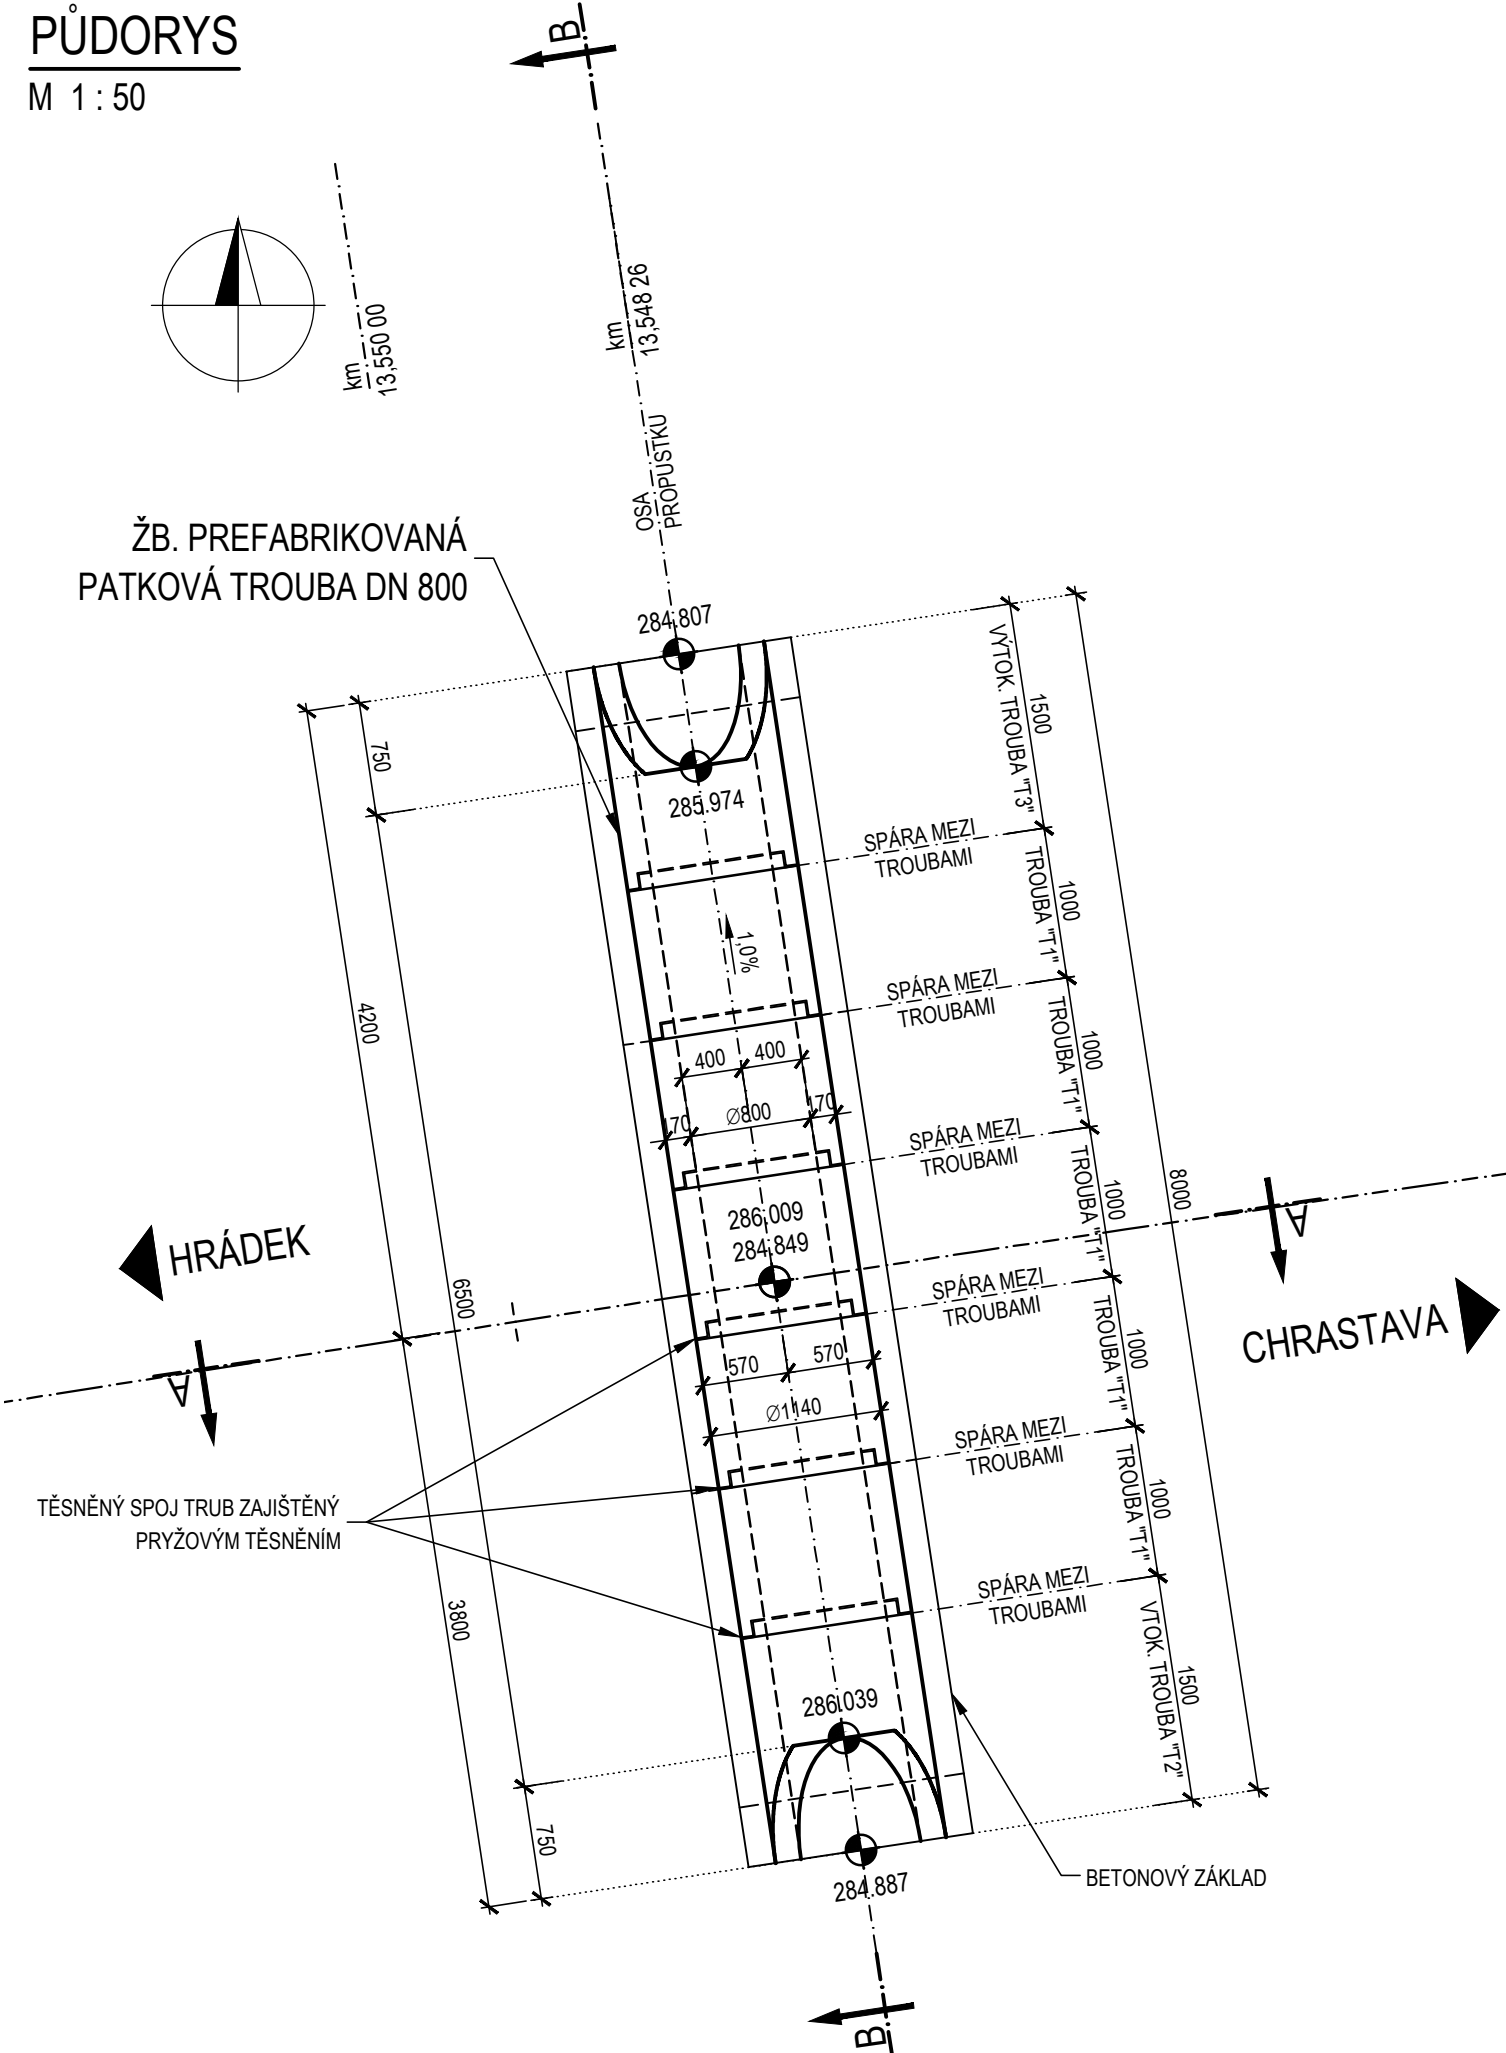 PŮDORYS
M 1 : 50
B
km
13,550 00
km
13,548 26
OSA
PROPUSTKU
ŽB. PREFABRIKOVANÁ
PATKOVÁ TROUBA DN 800
284.807
285.974
750
4200
6500
3800
750
1,0%
400
400
170
Ø800
170
286.009
284.849
570
570
Ø1140
286.039
284.887
SPÁRA MEZI
TROUBAMI
SPÁRA MEZI
TROUBAMI
SPÁRA MEZI
TROUBAMI
SPÁRA MEZI
TROUBAMI
SPÁRA MEZI
TROUBAMI
SPÁRA MEZI
TROUBAMI
1500
VÝTOK. TROUBA "T3"
1000
TROUBA "T1"
1000
TROUBA "T1"
1000
TROUBA "T1"
1000
TROUBA "T1"
1000
TROUBA "T1"
1500
VTOK. TROUBA "T2"
8000
HRÁDEK
A
A
CHRASTAVA
TĚSNĚNÝ SPOJ TRUB ZAJIŠTĚNÝ
PRYŽOVÝM TĚSNĚNÍM
BETONOVÝ ZÁKLAD
B